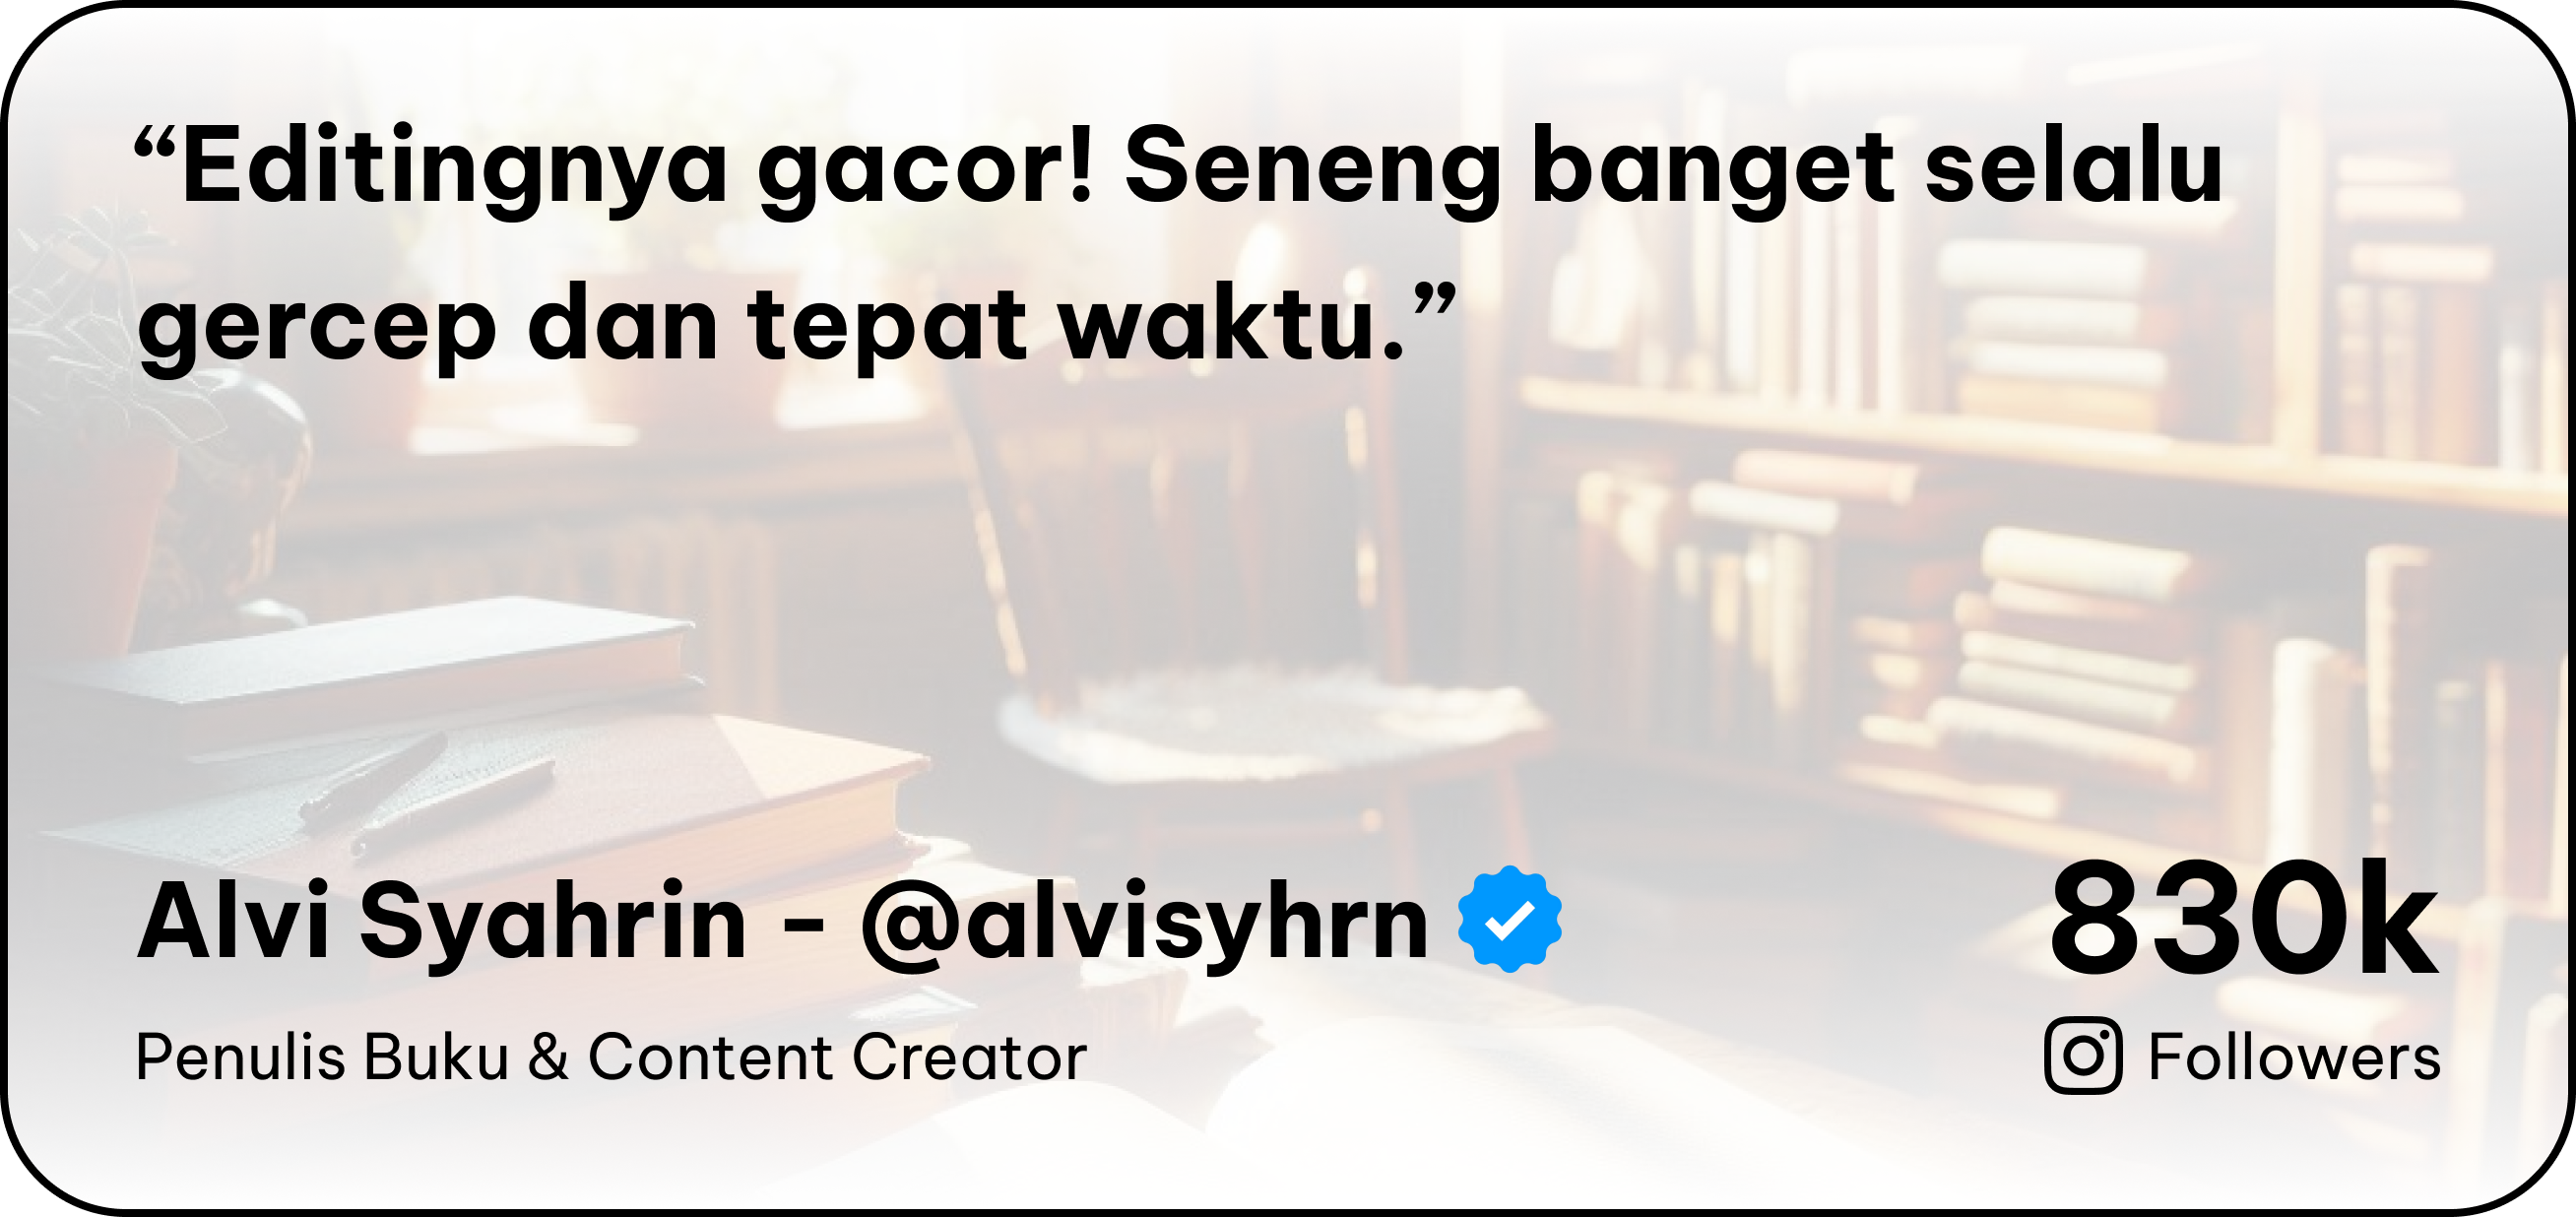 “Editingnya gacor! Seneng banget selalu
gercep dan tepat waktu.”
Alvi Syahrin - @alvisyhrn
830k
Penulis Buku & Content Creator
Followers